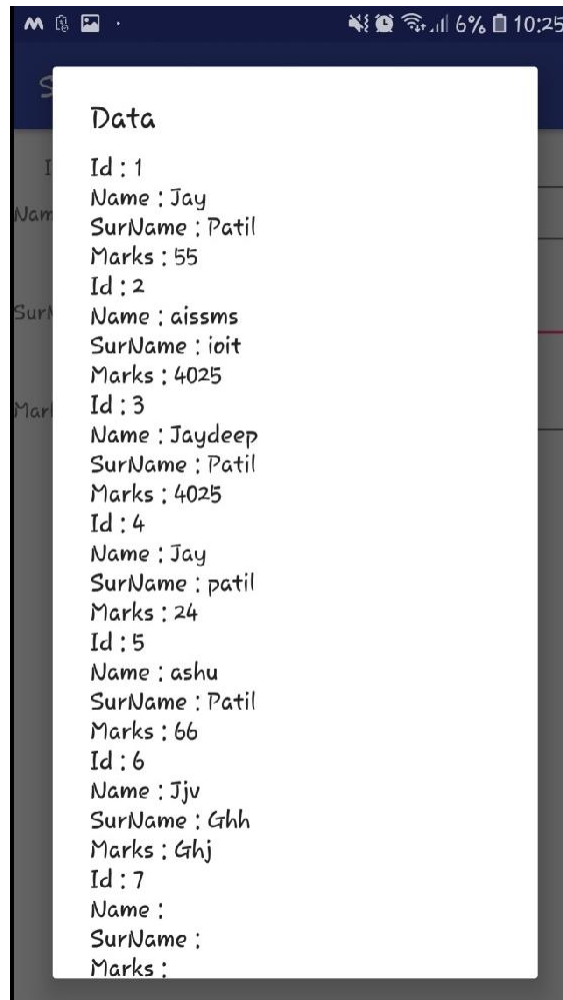 6% 10:25
S
Data
I
Id : 1
Name : Jay
Nam
SurName : Patil
Marks : 55
Id : 2
SurN
Name : aissms
SurName : ioit
Marks : 4025
Id : 3
Mar
Name : Jaydeep
SurName : Patil
Marks : 4025
Id : 4
Name : Jay
SurName : patil
Marks : 24
Id : 5
Name : ashu
SurName : Patil
Marks : 66
Id : 6
Name : Jjv
SurName : Ghh
Marks : Ghj
Id : 7
Name :
SurName :
Marks :